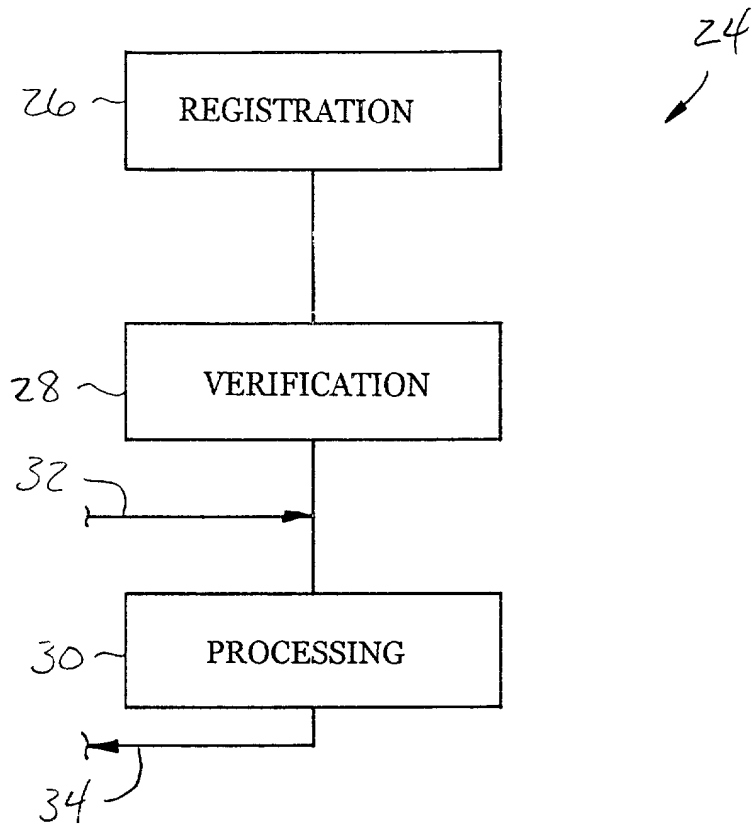 24
26
REGISTRATION
28
VERIFICATION
32
30
PROCESSING
34